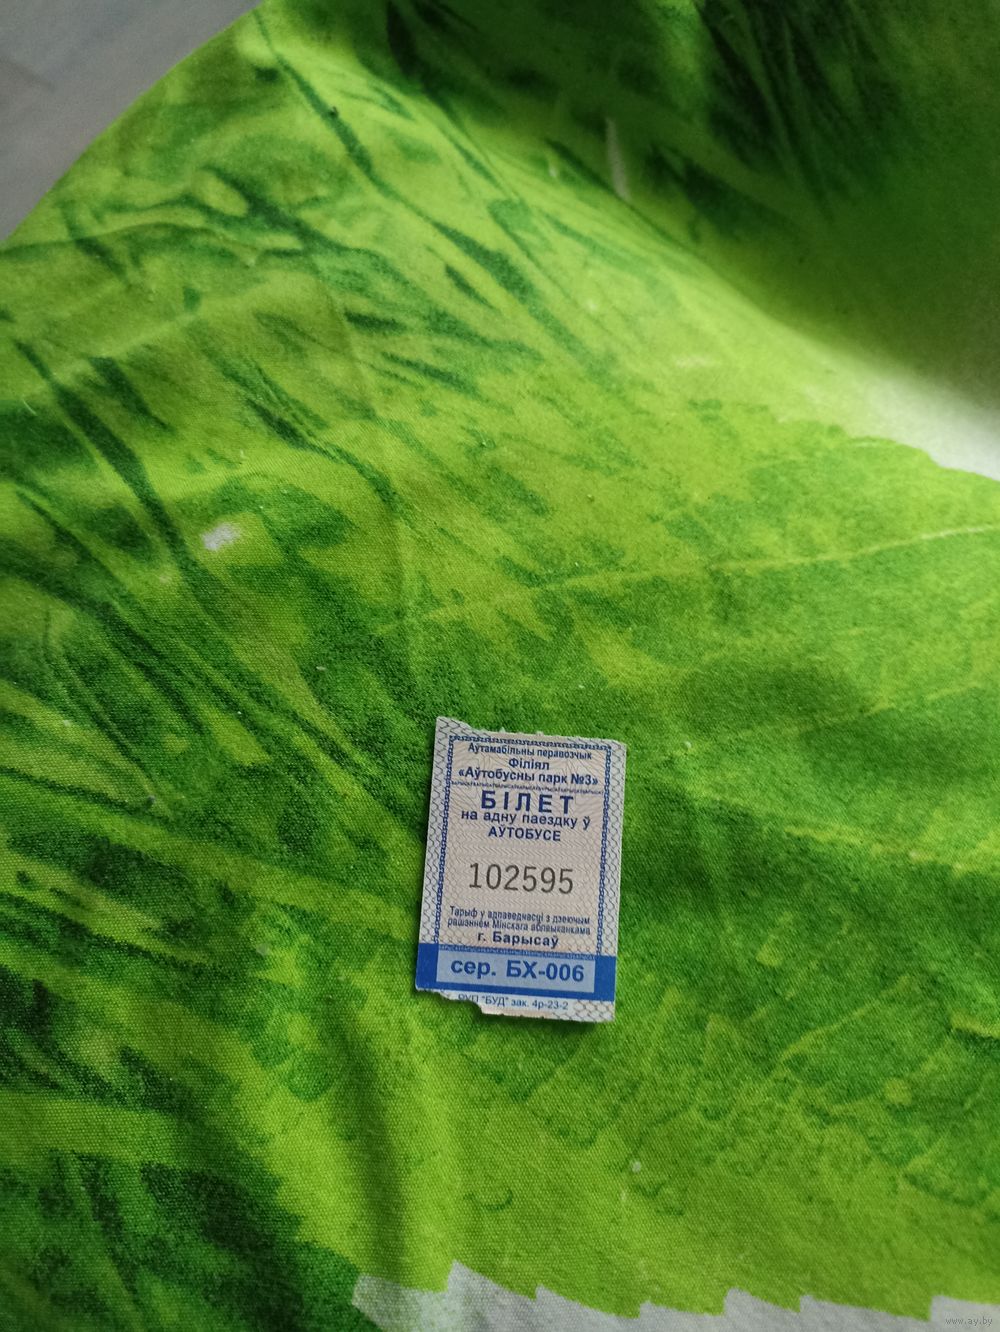 Аўтамабільны перавозчык
Філіял
«Аўтобусны парк №3»
БІЛЕТ
на адну паездку ў
АЎТОБУСЕ
102595
Тарыф у адпаведнасці з дзеючым
рашэннем Мінскага аблвыканкама
г. Барысаў
сер. БХ-006
РУП "БУД" зак. 4р-23-2
www.ay.by